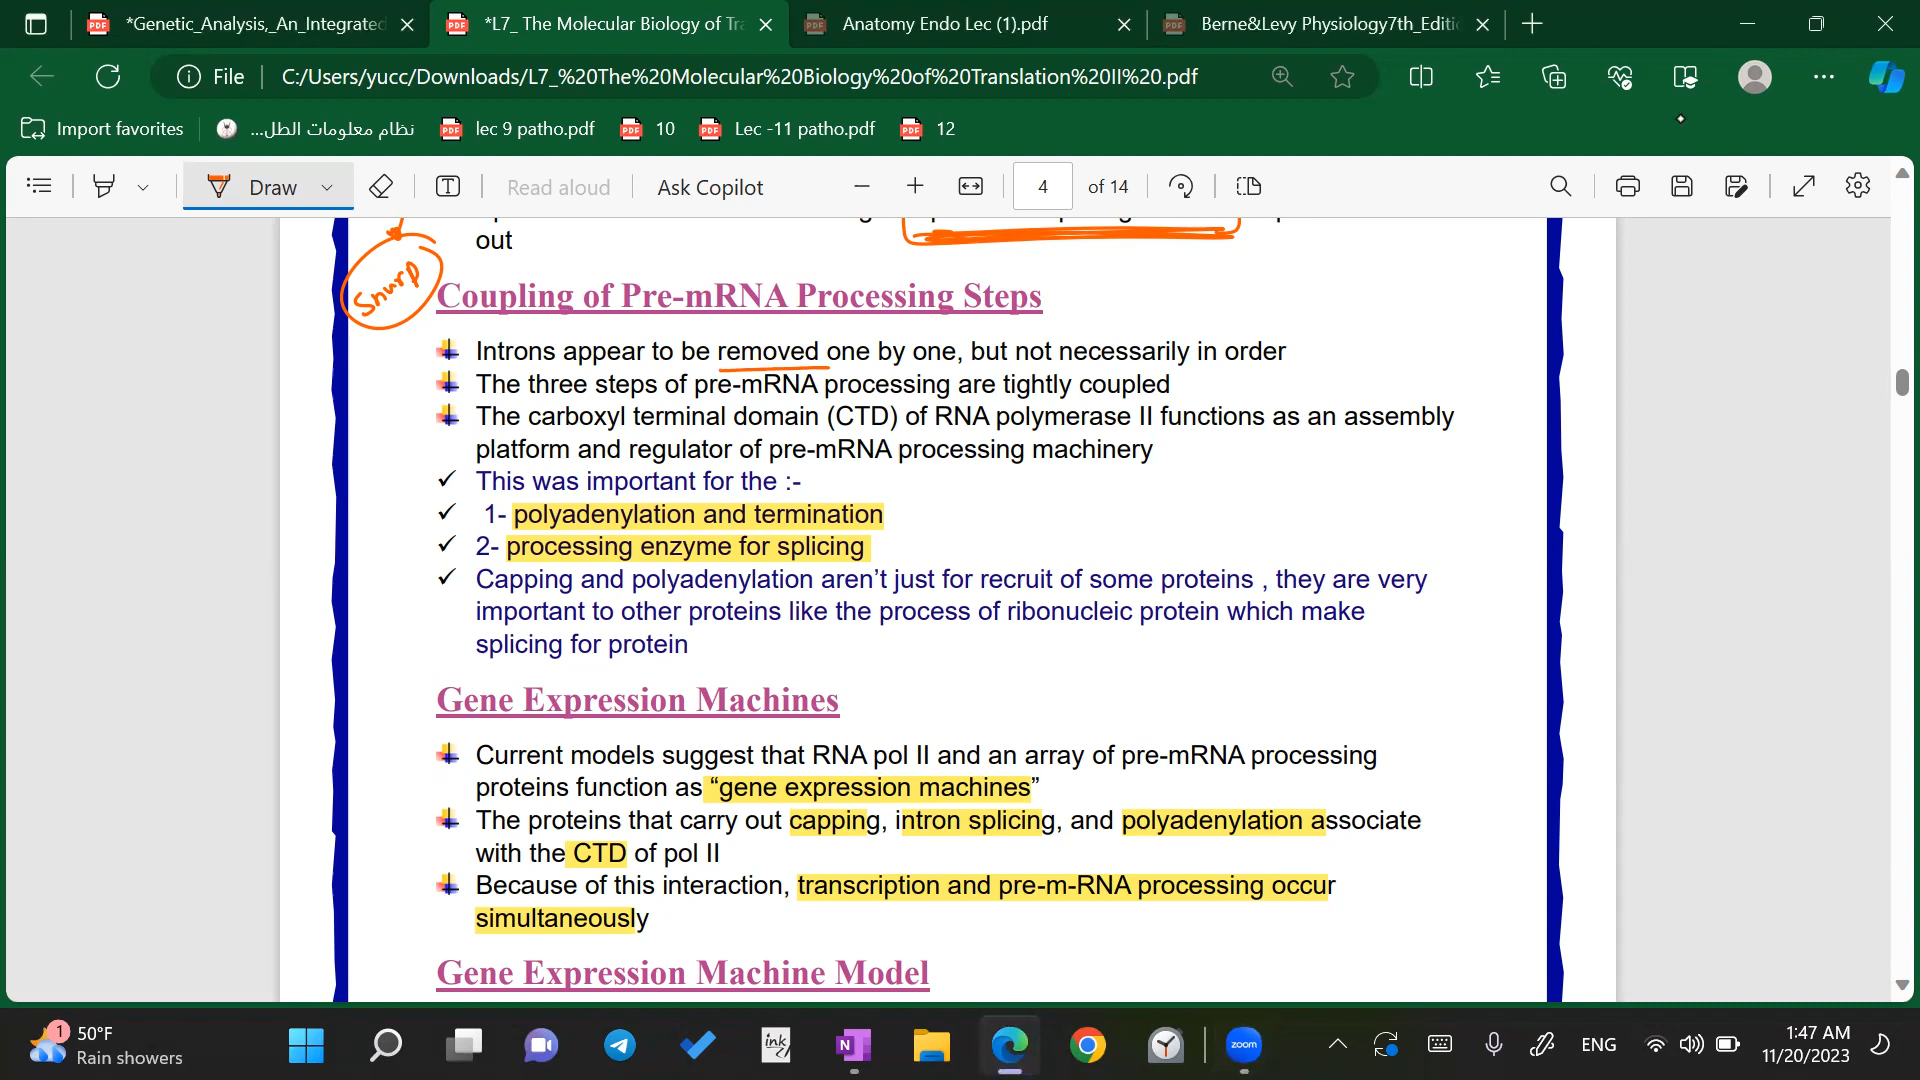 *Genetic_Analysis,_An_Integrated
*L7_ The Molecular Biology of Tra
Anatomy Endo Lec (1).pdf
Berne&Levy Physiology7th_Editi
File
C:/Users/yucc/Downloads/L7_%20The%20Molecular%20Biology%20of%20Translation%20II%20.pdf
Import favorites
نظام معلومات الطل...
lec 9 patho.pdf
10
Lec -11 patho.pdf
12
Draw
Read aloud
Ask Copilot
4
of 14
out
Snurp
Coupling of Pre-mRNA Processing Steps
Introns appear to be removed one by one, but not necessarily in order
The three steps of pre-mRNA processing are tightly coupled
The carboxyl terminal domain (CTD) of RNA polymerase II functions as an assembly
platform and regulator of pre-mRNA processing machinery
This was important for the :-
1- polyadenylation and termination
2- processing enzyme for splicing
Capping and polyadenylation aren't just for recruit of some proteins , they are very
important to other proteins like the process of ribonucleic protein which make
splicing for protein
Gene Expression Machines
Current models suggest that RNA pol II and an array of pre-mRNA processing
proteins function as “gene expression machines”
The proteins that carry out capping, intron splicing, and polyadenylation associate
with the CTD of pol II
Because of this interaction, transcription and pre-m-RNA processing occur
simultaneously
Gene Expression Machine Model
1
50°F
Rain showers
ink
N
zoom
ENG
1:47 AM
11/20/2023